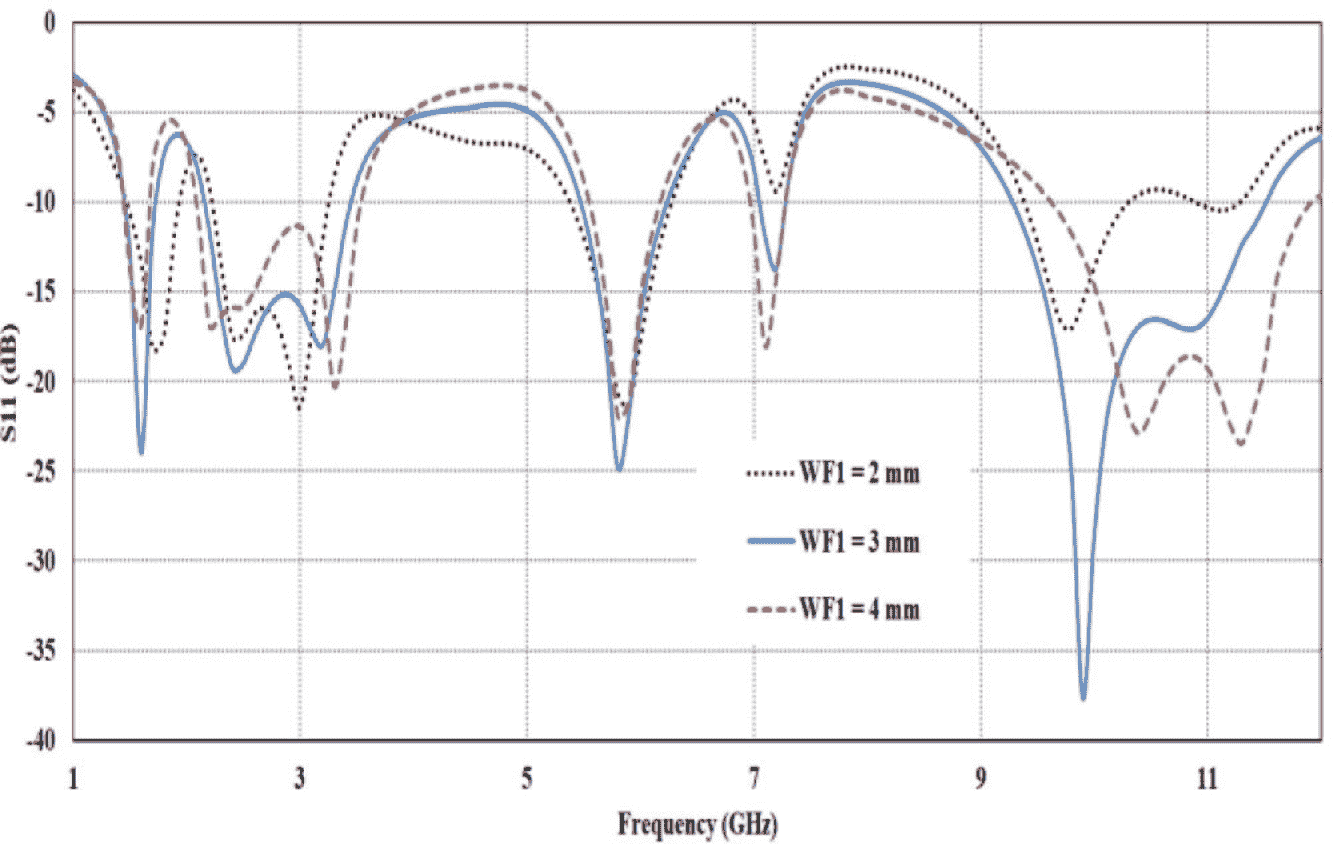 0
-5
-10
-15
-20
-25
-30
-35
-40
S11 (dB)
WF1 = 2 mm
WF1 = 3 mm
WF1 = 4 mm
1 3 5 7 9 11
Frequency (GHz)